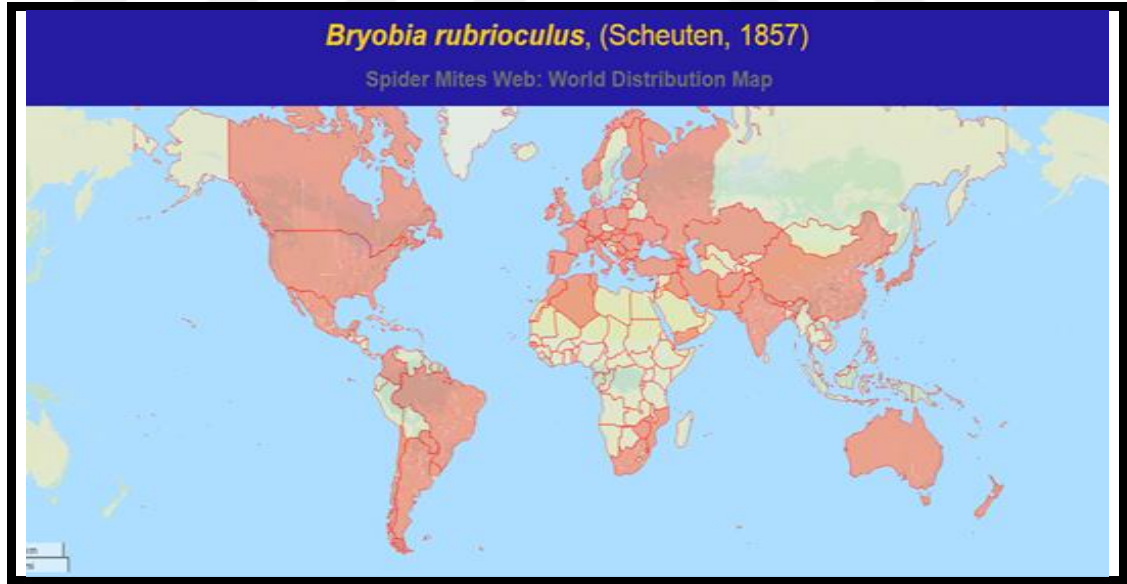 Bryobia rubrioculus, (Scheuten, 1857)
Spider Mites Web: World Distribution Map